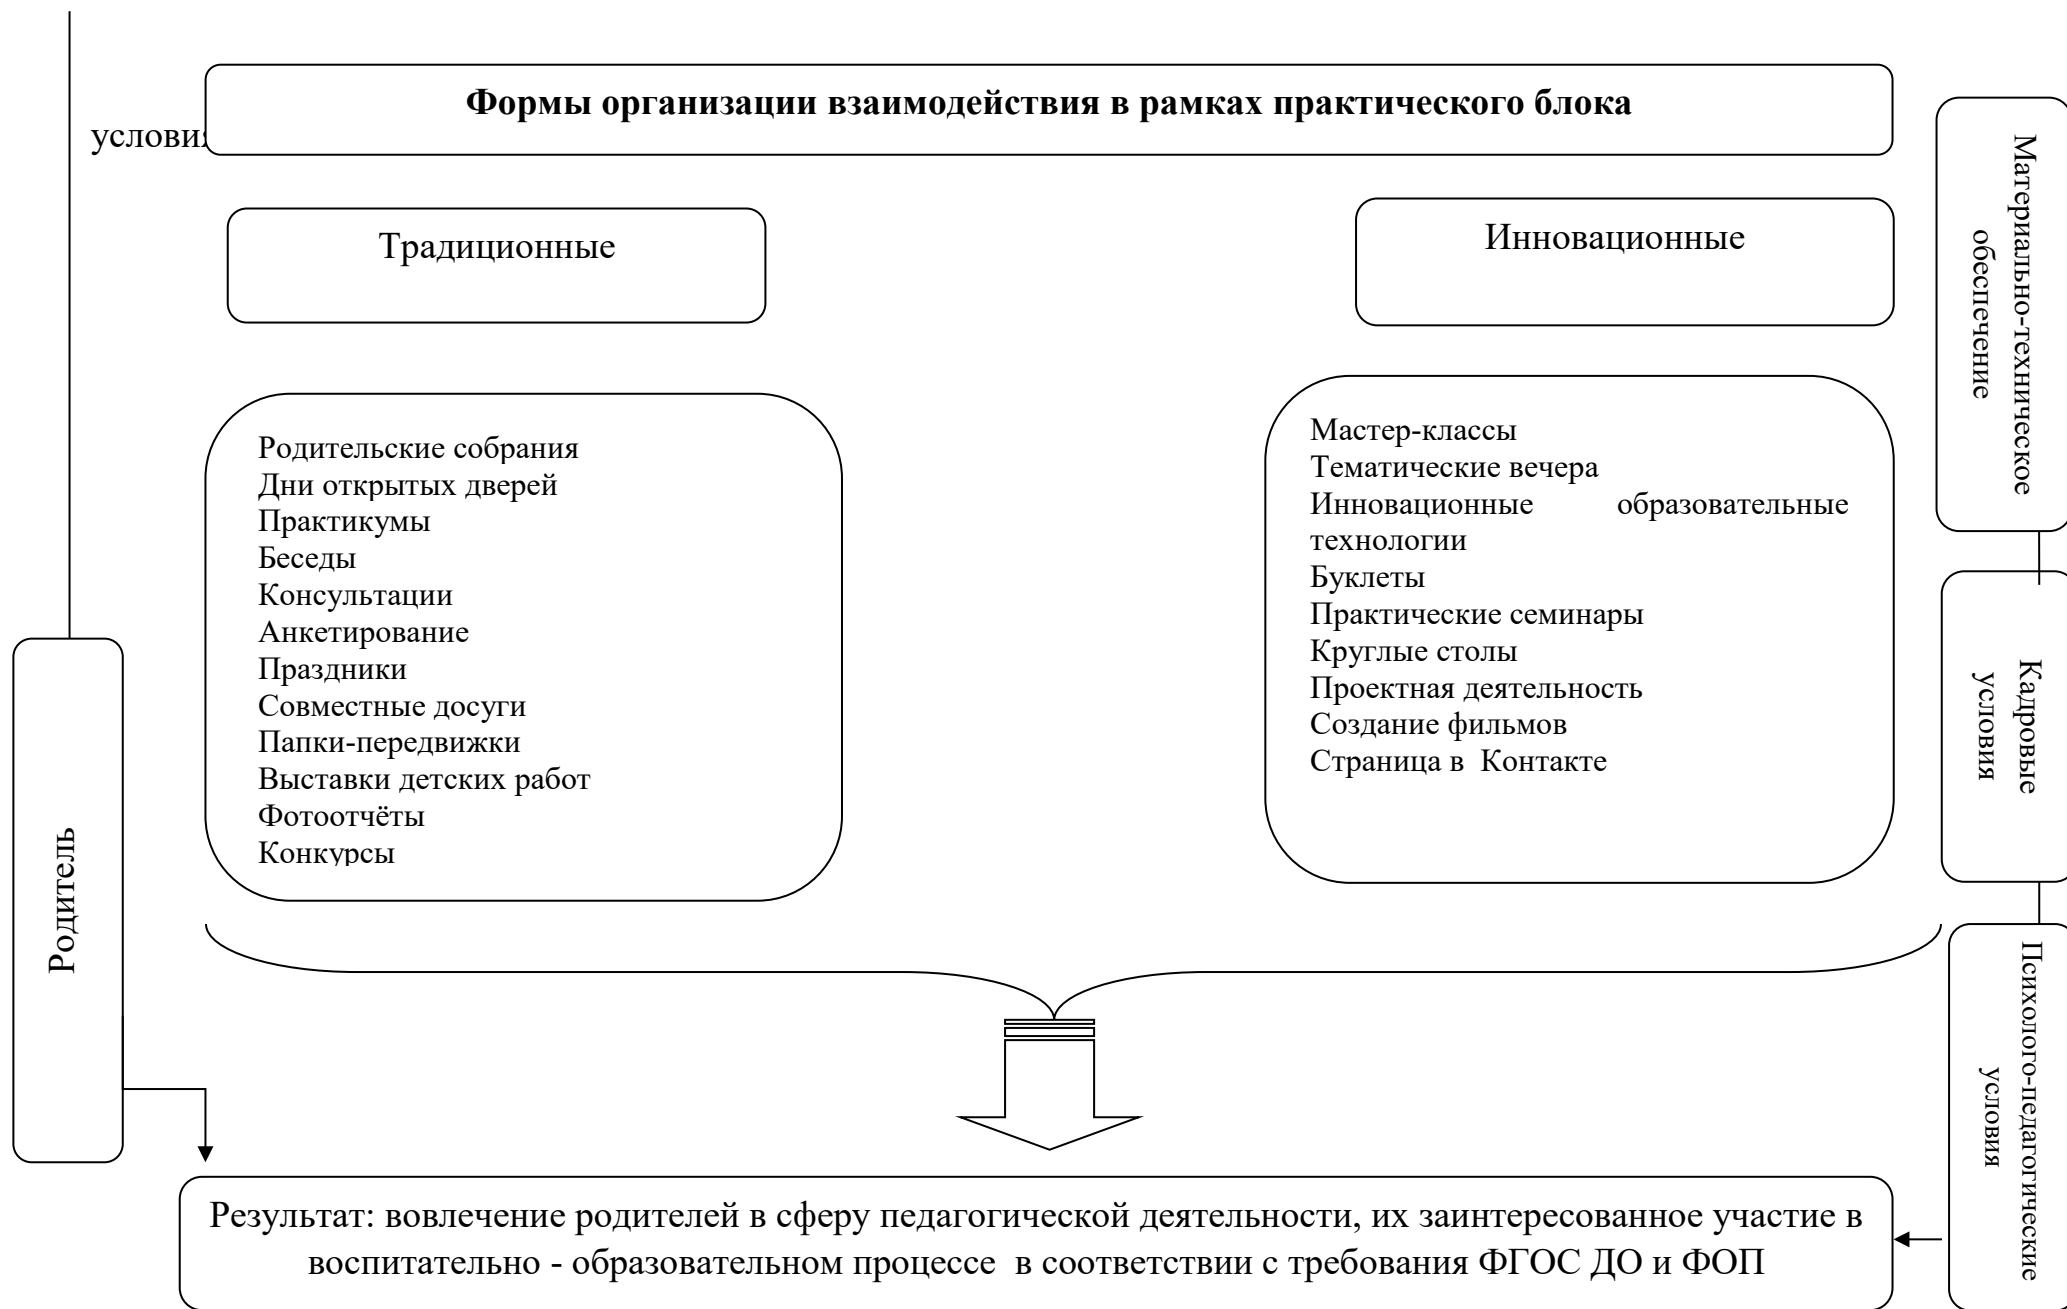 Формы организации взаимодействия в рамках практического блока
условия
Традиционные
Инновационные
Родительские собрания
Дни открытых дверей
Практикумы
Беседы
Консультации
Анкетирование
Праздники
Совместные досуги
Папки-передвижки
Выставки детских работ
Фотоотчёты
Конкурсы
Мастер-классы
Тематические вечера
Инновационные образовательные
технологии
Буклеты
Практические семинары
Круглые столы
Проектная деятельность
Создание фильмов
Страница в Контакте
Родитель
Материально-техническое
обеспечение
Кадровые
условия
Психолого-педагогические
условия
Результат: вовлечение родителей в сферу педагогической деятельности, их заинтересованное участие в
воспитательно - образовательном процессе в соответствии с требования ФГОС ДО и ФОП